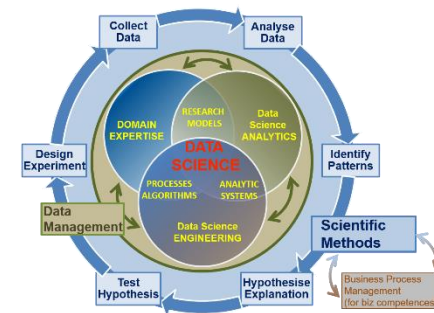 Collect
Data
Analyse
Data
DOMAIN
EXPERTISE
RESEARCH
MODELS
Data
Science
ANALYTICS
DATA
SCIENCE
Design
Experiment
Identify
Patterns
PROCESSES
ALGORITHMS
ANALYTIC
SYSTEMS
Data
Management
Data Science
ENGINEERING
Scientific
Methods
Test
Hypothesis
Hypothesise
Explanation
Business Process
Management
(for biz competences